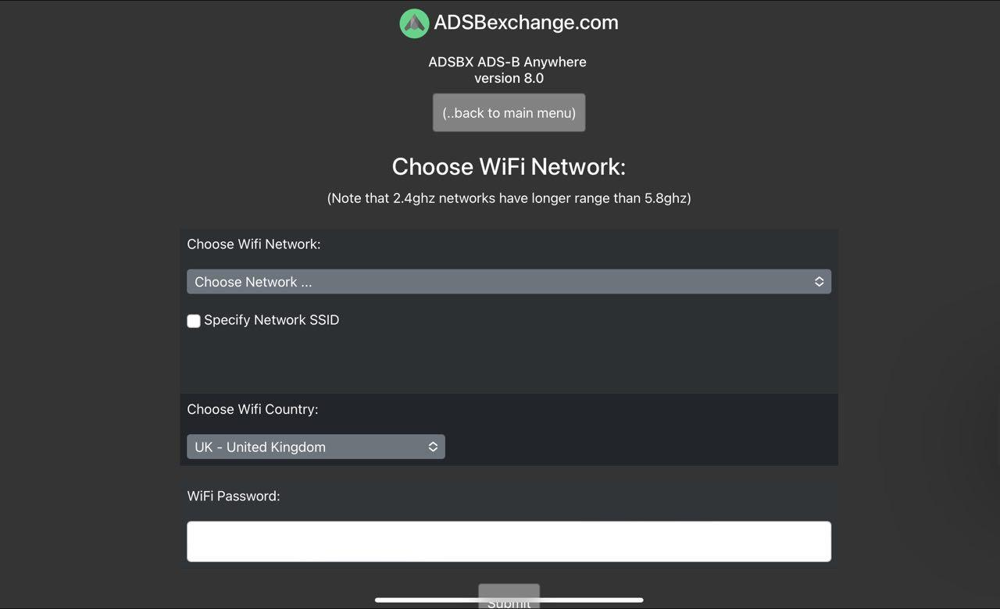 ADSBexchange.com
ADSBX ADS-B Anywhere
version 8.0
(..back to main menu)
Choose WiFi Network:
(Note that 2.4ghz networks have longer range than 5.8ghz)
Choose Wifi Network:
Choose Network ...
Specify Network SSID
Choose Wifi Country:
UK - United Kingdom
WiFi Password:
Submit